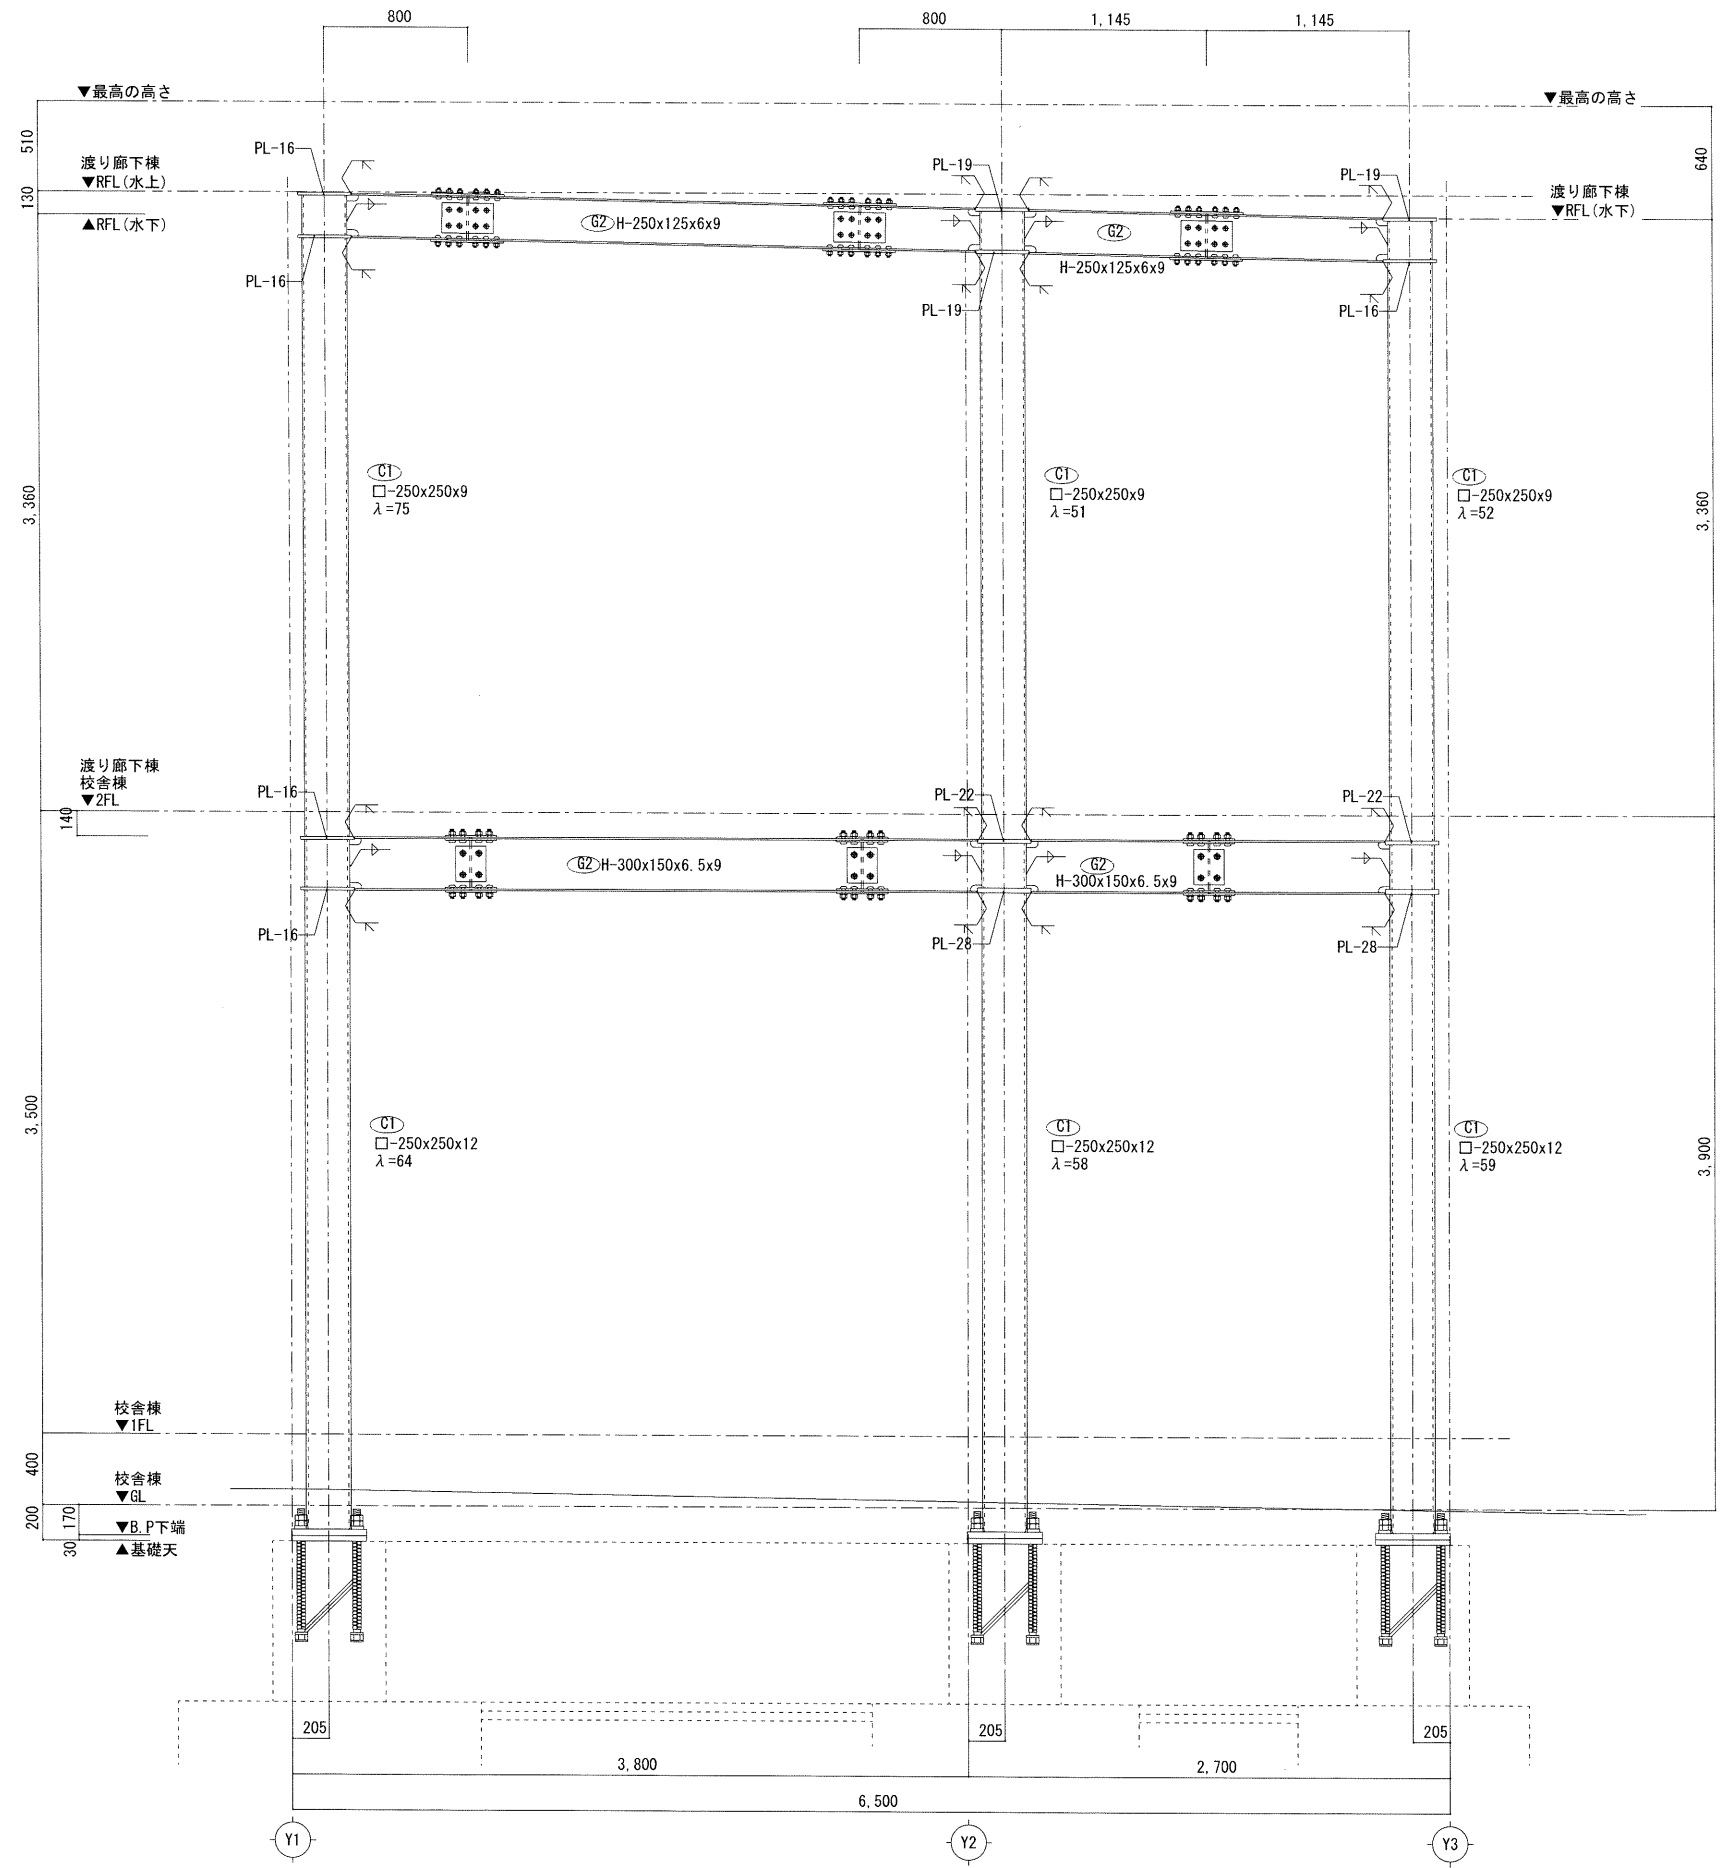 800
800
1,145
1,145
▼最高の高さ
▼最高の高さ
510
640
PL-16
PL-19
PL-19
渡り廊下棟
▼RFL(水上)
渡り廊下棟
▼RFL(水下)
130
▲RFL(水下)
G2 H-250x125x6x9
G2
H-250x125x6x9
PL-16
PL-19
PL-16
3,360
3,360
C1
□-250x250x9
λ=75
C1
□-250x250x9
λ=51
C1
□-250x250x9
λ=52
渡り廊下棟
校舎棟
▼2FL
140
PL-16
PL-22
PL-22
G2 H-300x150x6.5x9
G2
H-300x150x6.5x9
PL-16
PL-28
PL-28
3,500
3,900
C1
□-250x250x12
λ=64
C1
□-250x250x12
λ=58
C1
□-250x250x12
λ=59
校舎棟
▼1FL
400
校舎棟
▼GL
200
170
▼B.P下端
30
▲基礎天
205
205
205
3,800
2,700
6,500
Y1
Y2
Y3